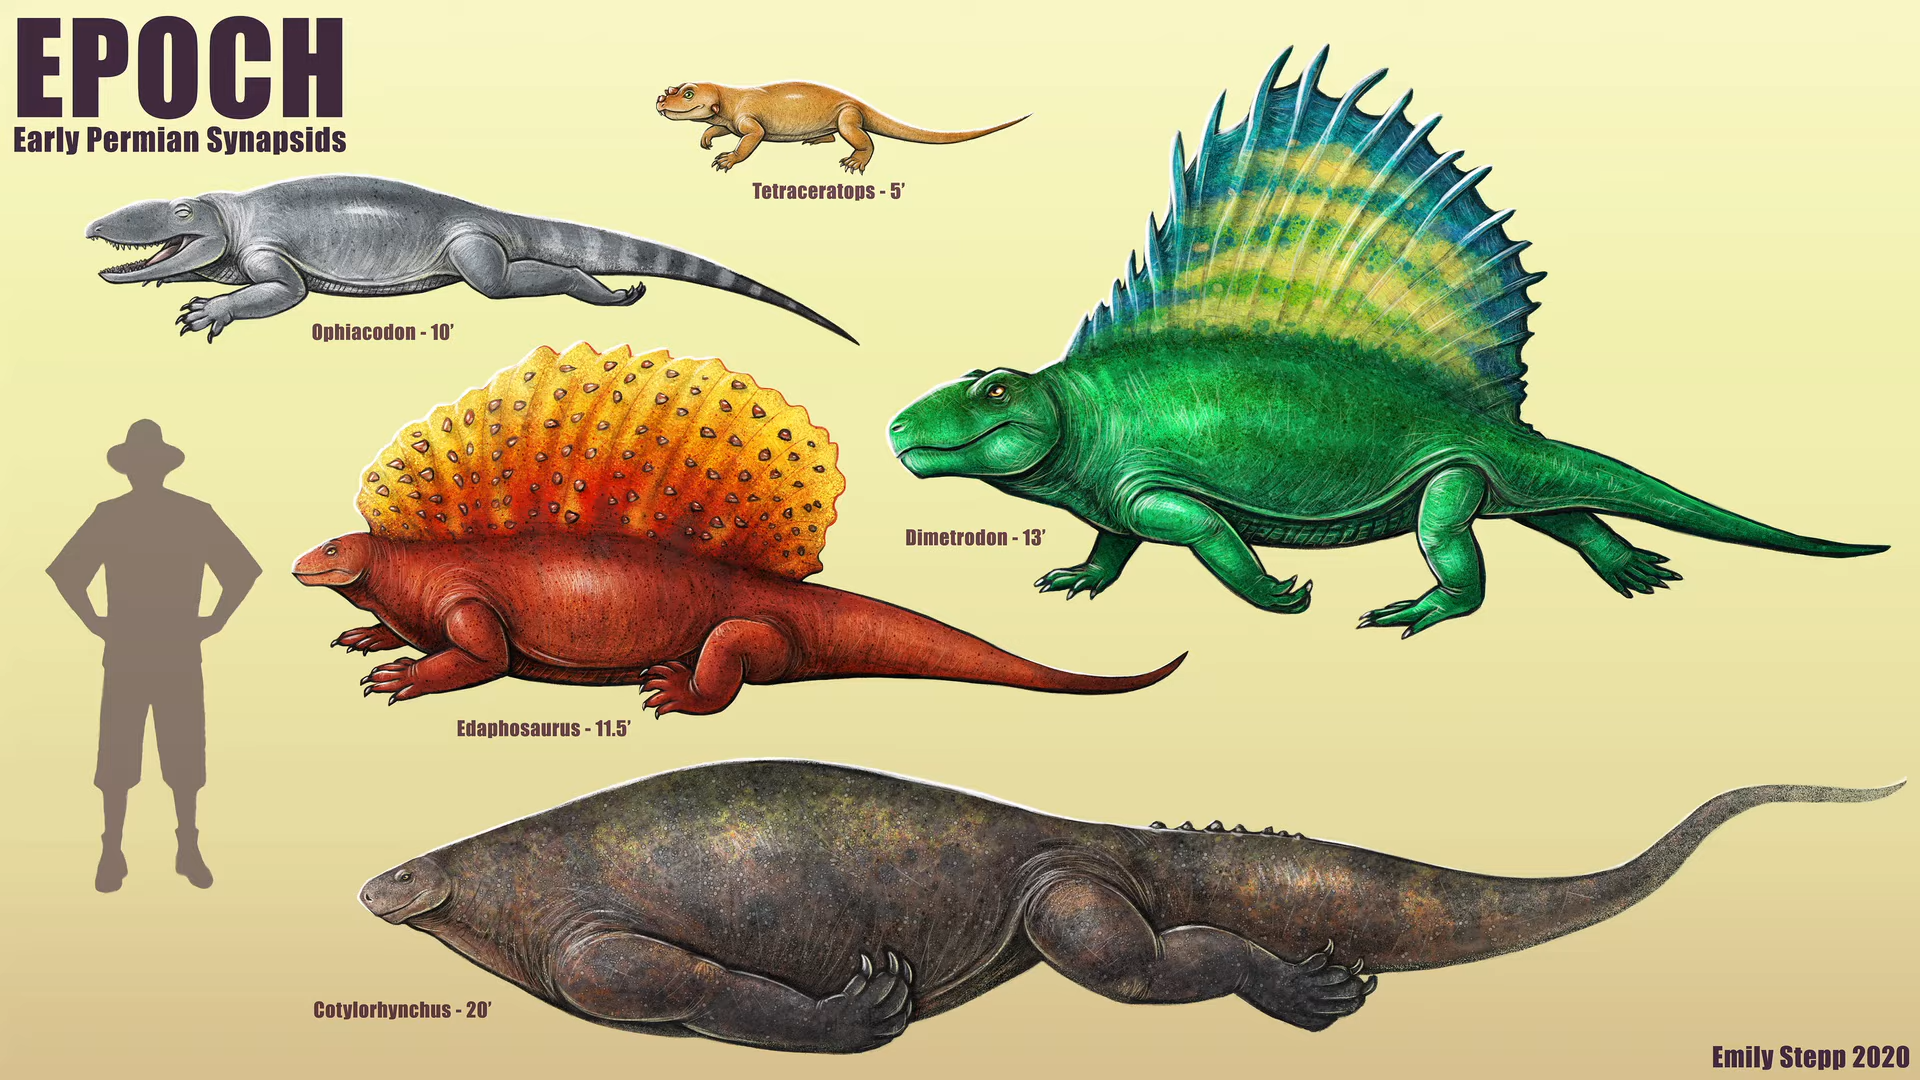 EPOCH
Early Permian Synapsids
Tetraceratops - 5’
Ophiacodon - 10’
Dimetrodon - 13’
Edaphosaurus - 11.5’
Cotylorhynchus - 20’
Emily Stepp 2020